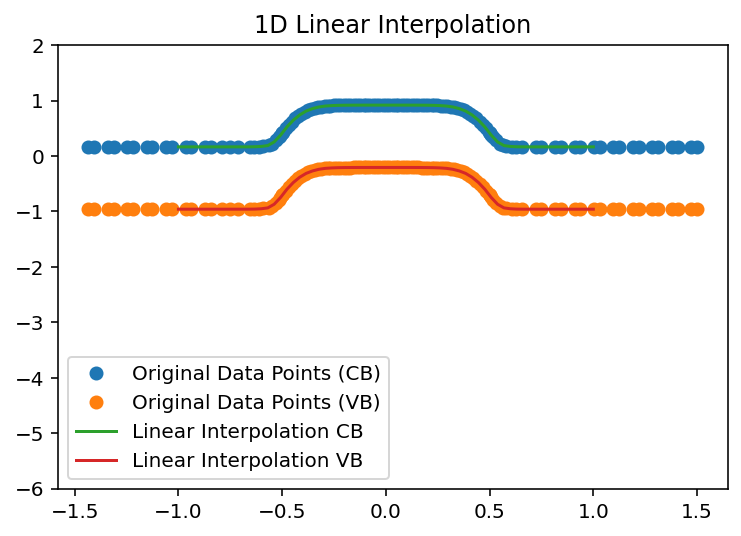 1D Linear Interpolation
2
1
0
−1
−2
−3
−4
−5
−6
Original Data Points (CB)
Original Data Points (VB)
Linear Interpolation CB
Linear Interpolation VB
−1.5 −1.0 −0.5 0.0 0.5 1.0 1.5